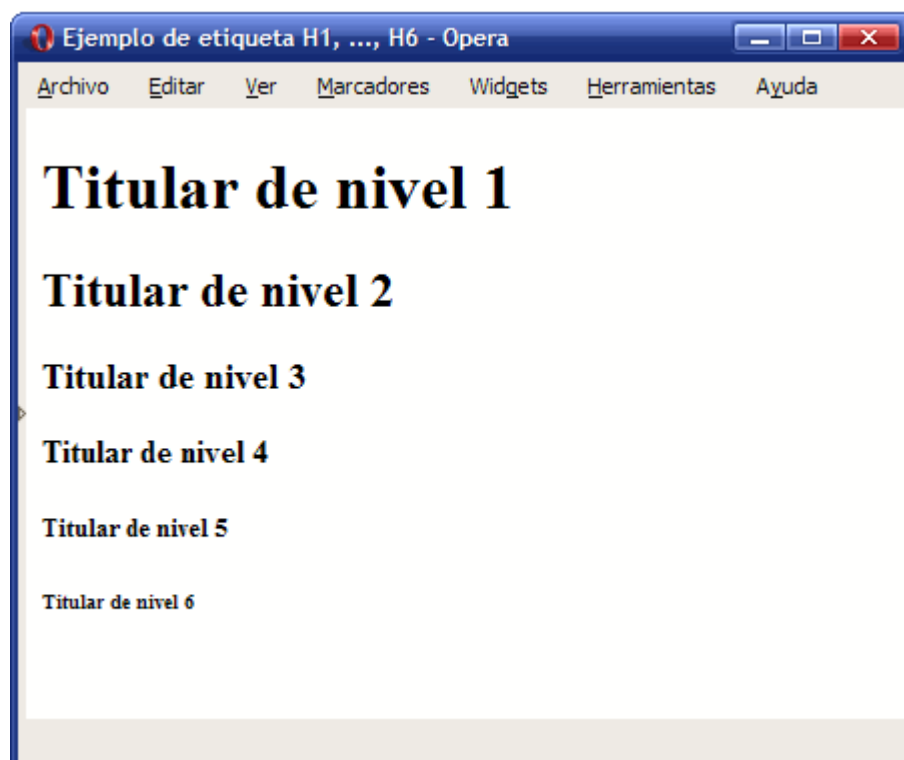 Ejemplo de etiqueta H1, ..., H6 - Opera
Archivo Editar Ver Marcadores Widgets Herramientas Ayuda
Titular de nivel 1
Titular de nivel 2
Titular de nivel 3
Titular de nivel 4
Titular de nivel 5
Titular de nivel 6